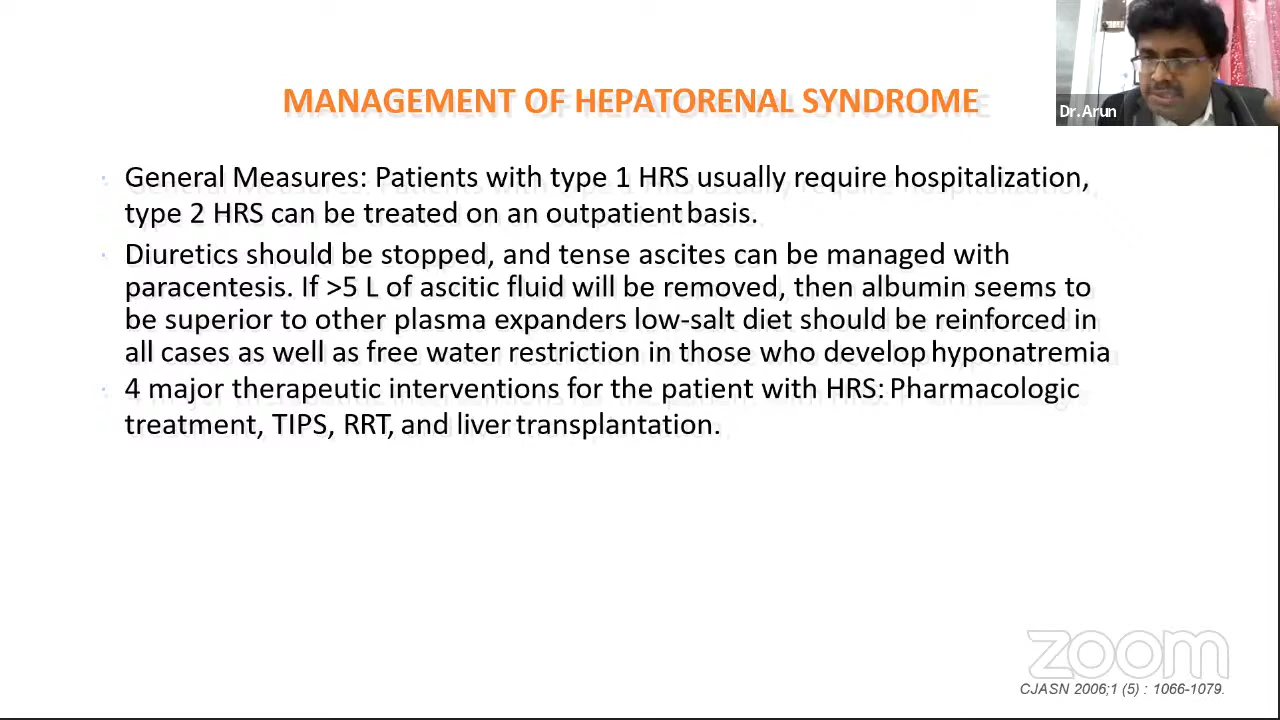 MANAGEMENT OF HEPATORENAL SYNDROME
Dr.Arun
· General Measures: Patients with type 1 HRS usually require hospitalization,
type 2 HRS can be treated on an outpatient basis.
· Diuretics should be stopped, and tense ascites can be managed with
paracentesis. If >5 L of ascitic fluid will be removed, then albumin seems to
be superior to other plasma expanders low-salt diet should be reinforced in
all cases as well as free water restriction in those who develop hyponatremia
· 4 major therapeutic interventions for the patient with HRS: Pharmacologic
treatment, TIPS, RRT, and liver transplantation.
zoom
CJASN 2006;1 (5) : 1066-1079.